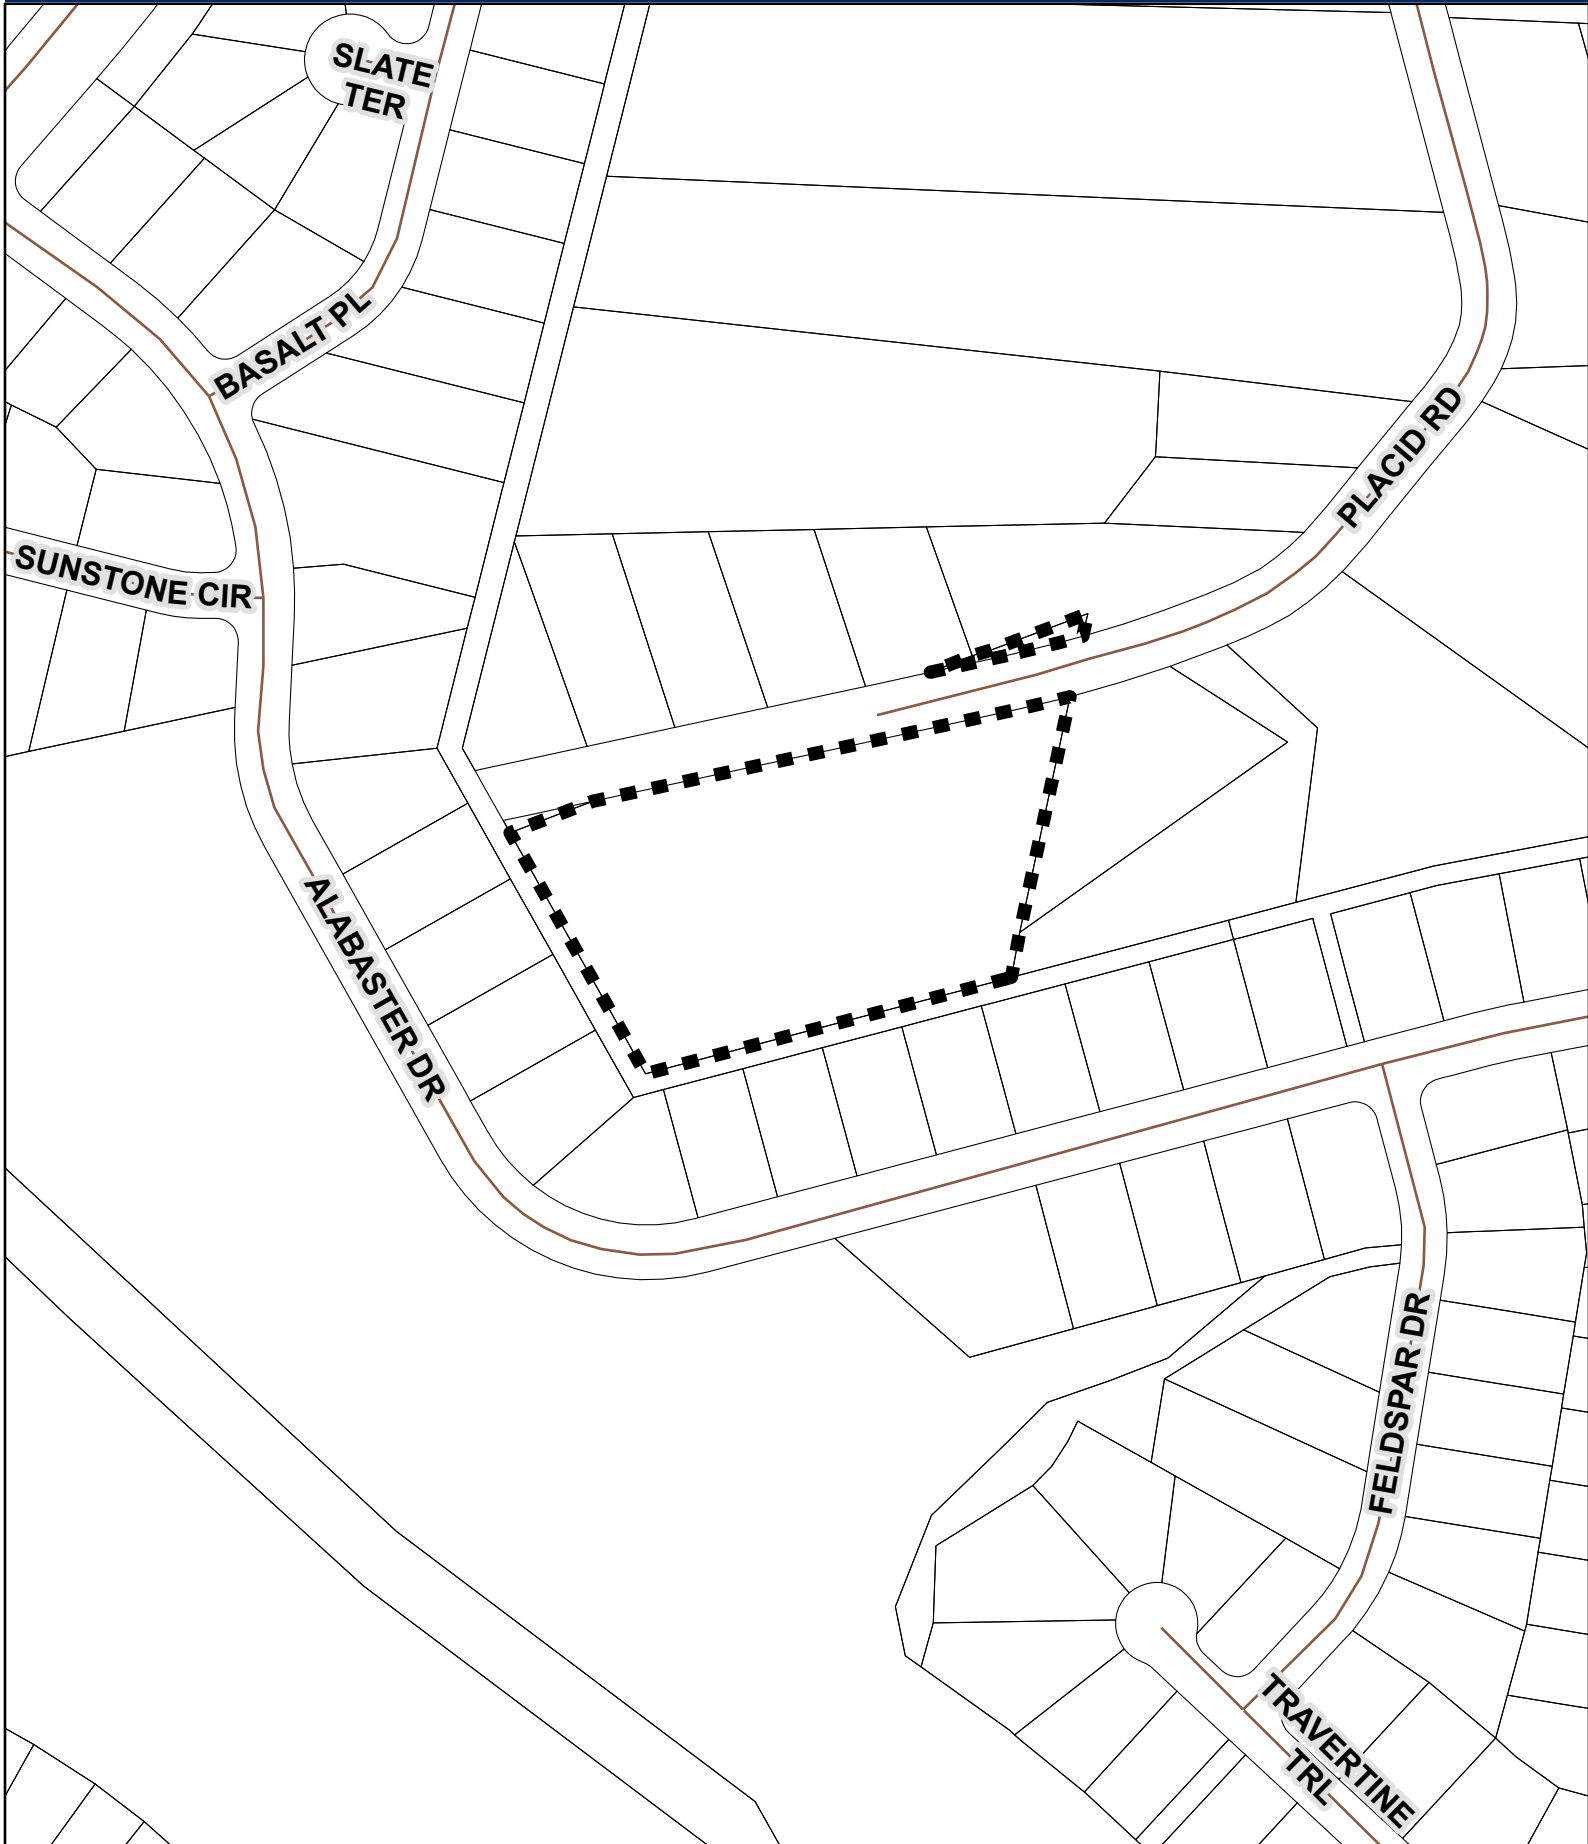 SLATE
TER
BASALT PL
PLACID RD
SUNSTONE CIR
ALABASTER DR
FELDSPAR DR
TRAVERTINE
TRL